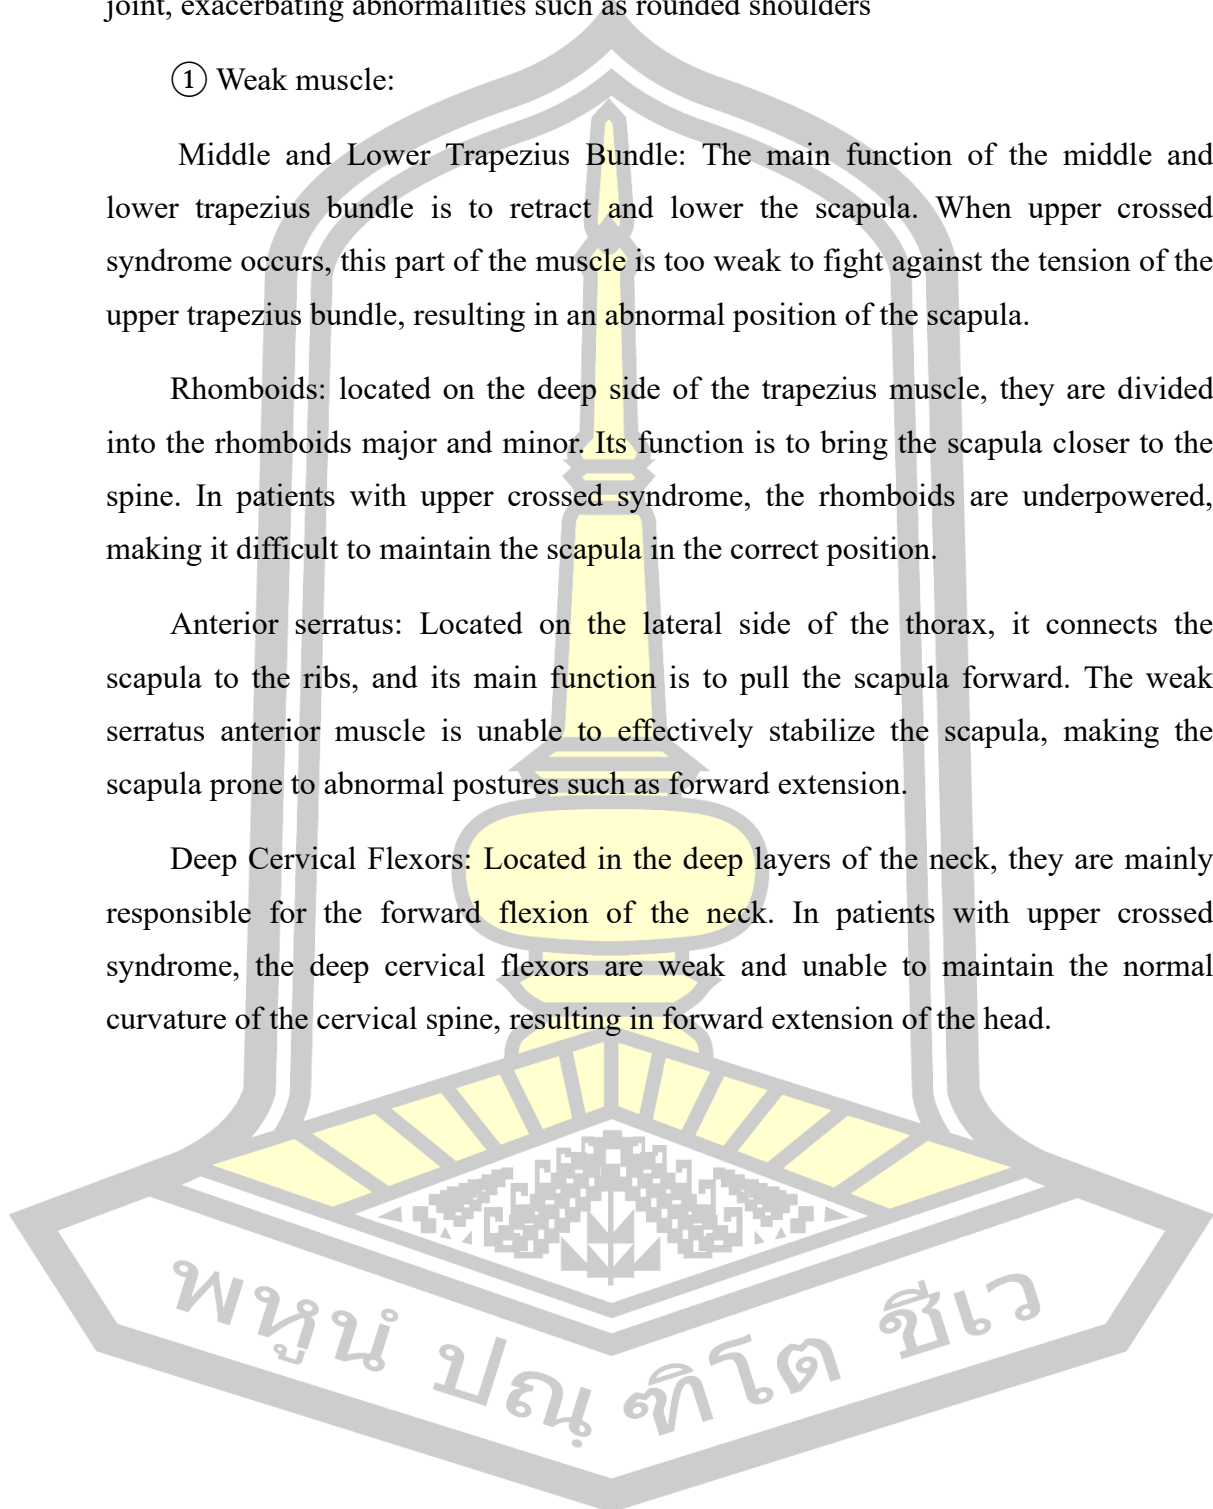 joint, exacerbating abnormalities such as rounded shoulders
① Weak muscle:
Middle and Lower Trapezius Bundle: The main function of the middle and
lower trapezius bundle is to retract and lower the scapula. When upper crossed
syndrome occurs, this part of the muscle is too weak to fight against the tension of the
upper trapezius bundle, resulting in an abnormal position of the scapula.
Rhomboids: located on the deep side of the trapezius muscle, they are divided
into the rhomboids major and minor. Its function is to bring the scapula closer to the
spine. In patients with upper crossed syndrome, the rhomboids are underpowered,
making it difficult to maintain the scapula in the correct position.
Anterior serratus: Located on the lateral side of the thorax, it connects the
scapula to the ribs, and its main function is to pull the scapula forward. The weak
serratus anterior muscle is unable to effectively stabilize the scapula, making the
scapula prone to abnormal postures such as forward extension.
Deep Cervical Flexors: Located in the deep layers of the neck, they are mainly
responsible for the forward flexion of the neck. In patients with upper crossed
syndrome, the deep cervical flexors are weak and unable to maintain the normal
curvature of the cervical spine, resulting in forward extension of the head.
พหูนํ ปณฺฑิโต ชีเว